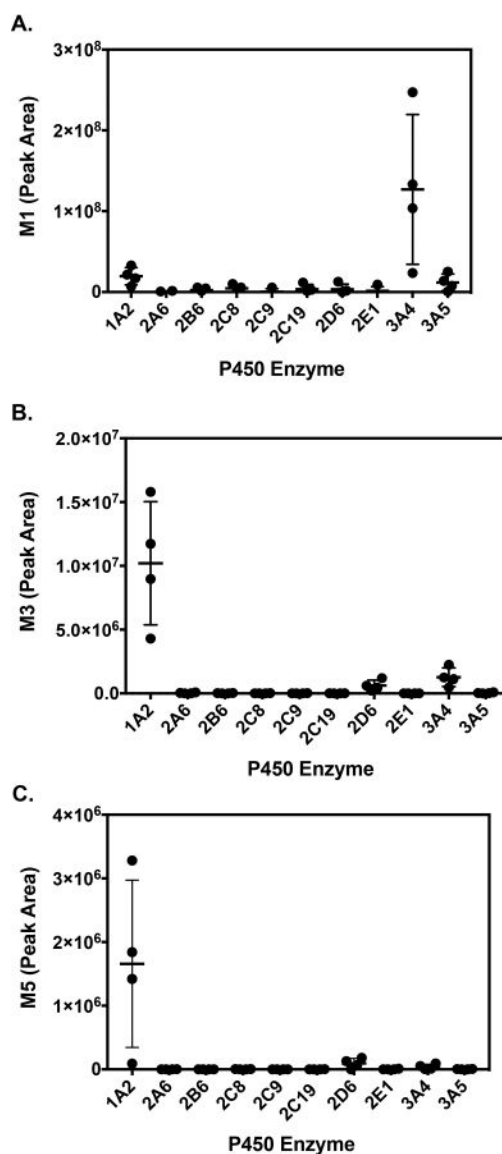 A.
3×10⁸
2×10⁸
1×10⁸
0
M1 (Peak Area)
1A2 2A6 2B6 2C8 2C9 2C19 2D6 2E1 3A4 3A5
P450 Enzyme
B.
2.0×10⁷
1.5×10⁷
1.0×10⁷
5.0×10⁶
0.0
M3 (Peak Area)
1A2 2A6 2B6 2C8 2C9 2C19 2D6 2E1 3A4 3A5
P450 Enzyme
C.
4×10⁶
3×10⁶
2×10⁶
1×10⁶
0
M5 (Peak Area)
1A2 2A6 2B6 2C8 2C9 2C19 2D6 2E1 3A4 3A5
P450 Enzyme